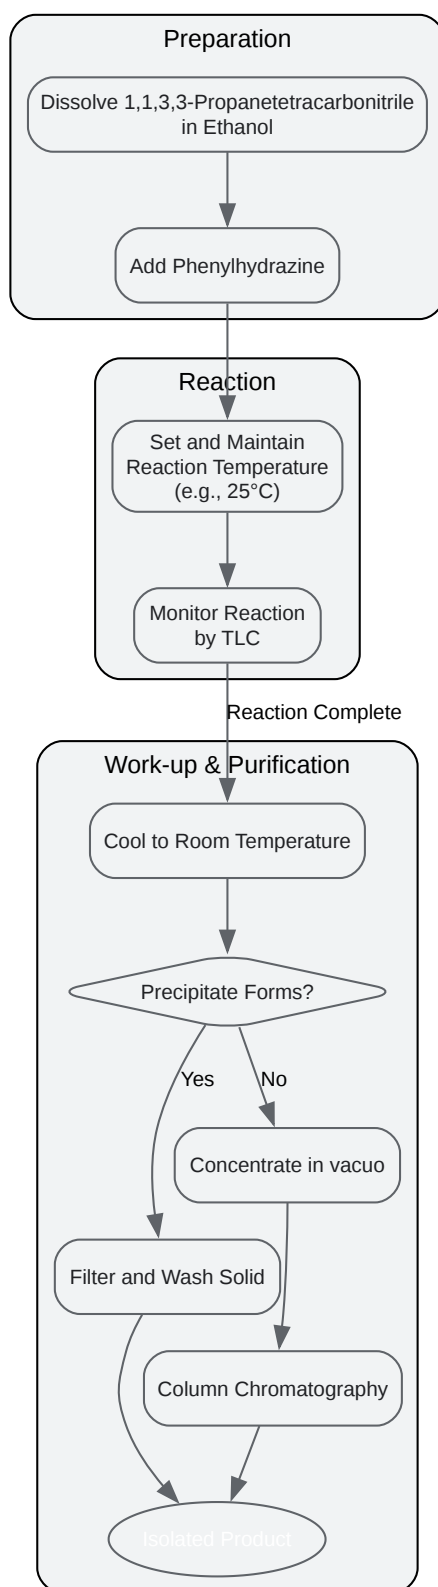 Preparation
Dissolve 1,1,3,3-Propanetetracarbonitrile
in Ethanol
Add Phenylhydrazine
Reaction
Set and Maintain
Reaction Temperature
(e.g., 25°C)
Monitor Reaction
by TLC
Reaction Complete
Work-up & Purification
Cool to Room Temperature
Precipitate Forms?
Yes
No
Concentrate in vacuo
Filter and Wash Solid
Column Chromatography
Isolated Product